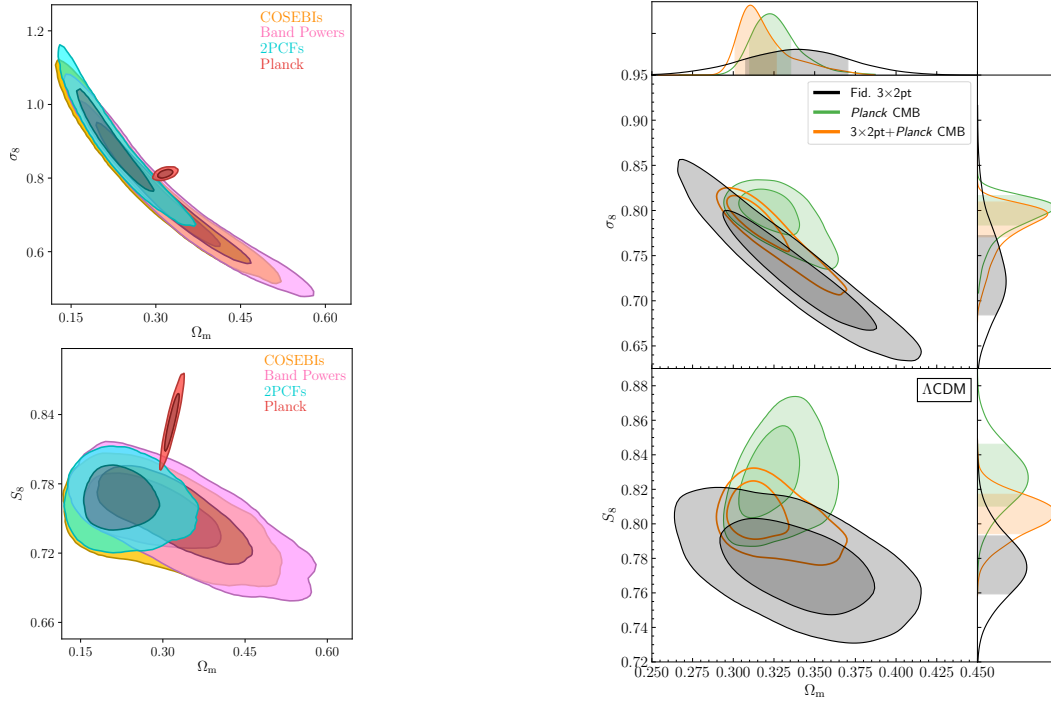 COSEBIs
Band Powers
2PCFs
Planck
1.2
1.0
0.8
0.6
σ₈
0.15 0.30 0.45 0.60
Ωₘ
COSEBIs
Band Powers
2PCFs
Planck
0.84
0.78
0.72
0.66
S₈
0.15 0.30 0.45 0.60
Ωₘ
0.95
Fid. 3×2pt
Planck CMB
3×2pt+Planck CMB
0.90
0.85
0.80
0.75
0.70
0.65
σ₈
ΛCDM
0.88
0.86
0.84
0.82
0.80
0.78
0.76
0.74
0.72
S₈
0.250 0.275 0.300 0.325 0.350 0.375 0.400 0.425 0.450
Ωₘ